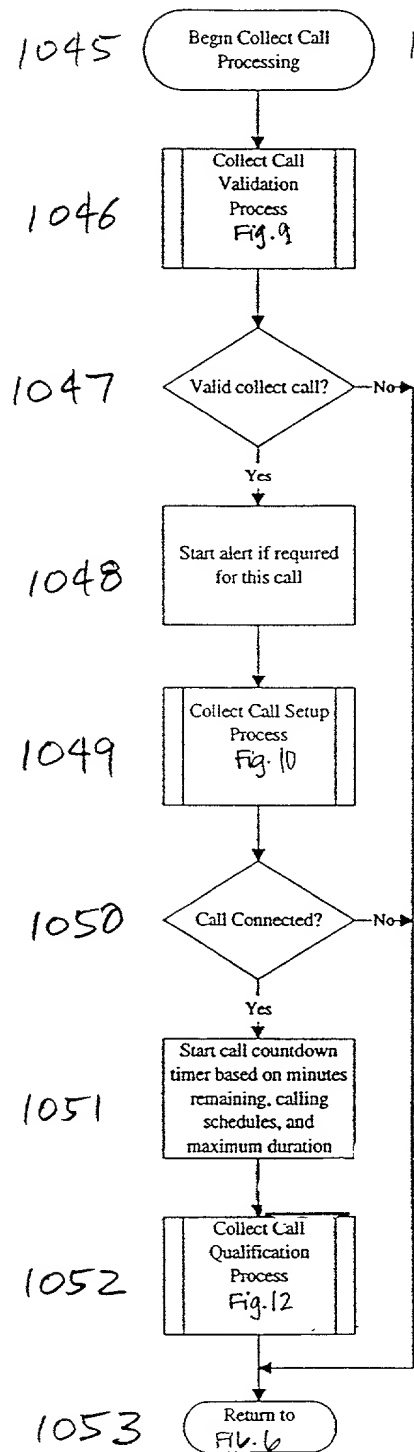 1045
Begin Collect Call
Processing
1046
Collect Call
Validation
Process
Fig. 9
1047
Valid collect call?
No
Yes
1048
Start alert if required
for this call
1049
Collect Call Setup
Process
Fig. 10
1050
Call Connected?
No
Yes
1051
Start call countdown
timer based on minutes
remaining, calling
schedules, and
maximum duration
1052
Collect Call
Qualification
Process
Fig. 12
1053
Return to
FIG. 6